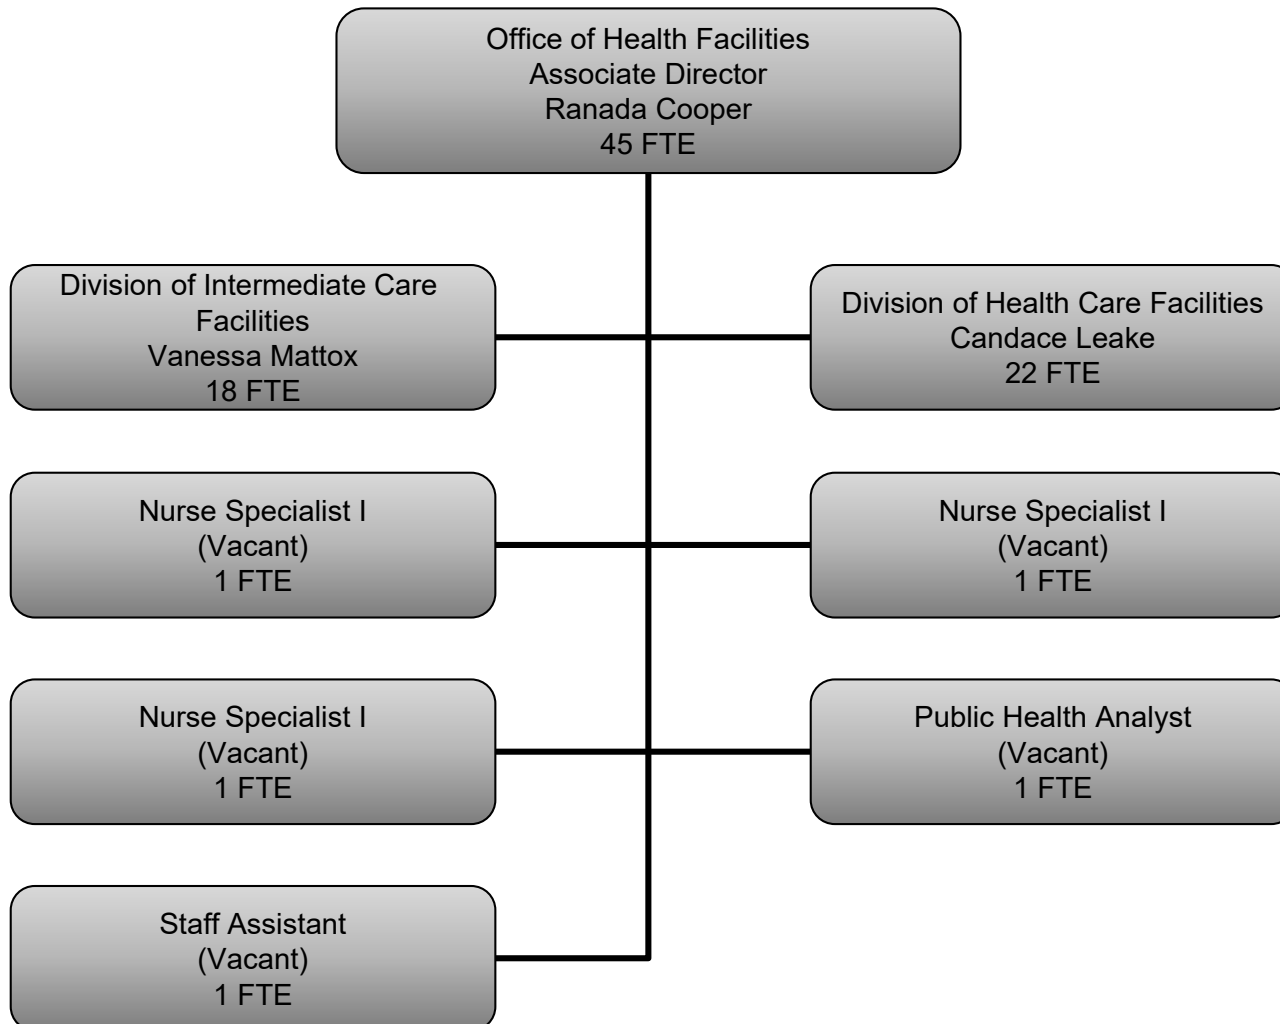 Office of Health Facilities
Associate Director
Ranada Cooper
45 FTE
Division of Intermediate Care
Facilities
Vanessa Mattox
18 FTE
Division of Health Care Facilities
Candace Leake
22 FTE
Nurse Specialist I
(Vacant)
1 FTE
Nurse Specialist I
(Vacant)
1 FTE
Nurse Specialist I
(Vacant)
1 FTE
Public Health Analyst
(Vacant)
1 FTE
Staff Assistant
(Vacant)
1 FTE